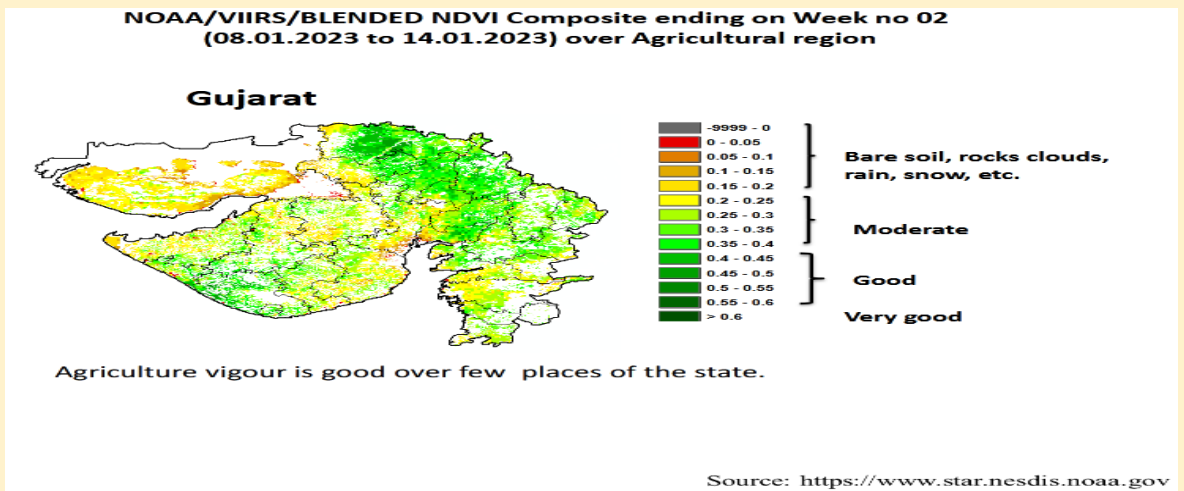 NOAA/VIIRS/BLENDED NDVI Composite ending on Week no 02
(08.01.2023 to 14.01.2023) over Agricultural region
Gujarat
-9999 - 0
0 - 0.05
0.05 - 0.1
0.1 - 0.15
0.15 - 0.2
0.2 - 0.25
0.25 - 0.3
0.3 - 0.35
0.35 - 0.4
0.4 - 0.45
0.45 - 0.5
0.5 - 0.55
0.55 - 0.6
> 0.6
Bare soil, rocks clouds,
rain, snow, etc.
Moderate
Good
Very good
Agriculture vigour is good over few places of the state.
Source: https://www.star.nesdis.noaa.gov